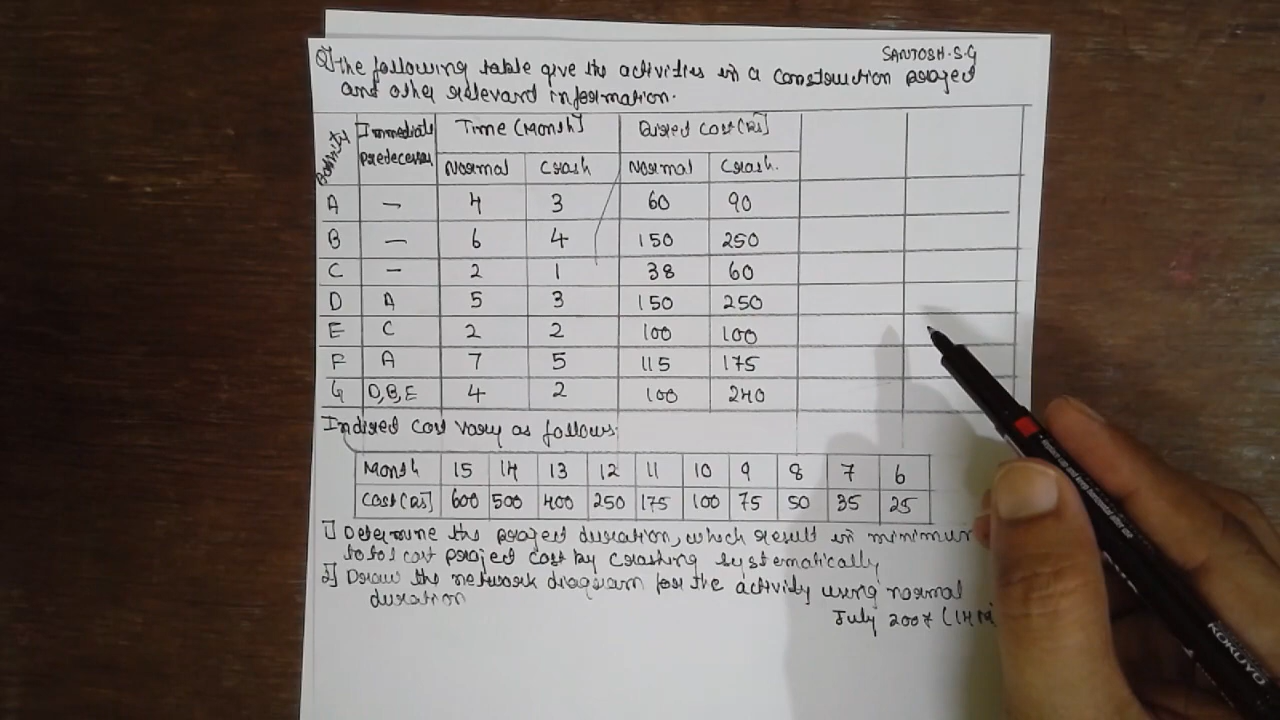 SANTOSH.S.G
Q] The following table give the activities in a construction project
and other relevant information.
Activity Immediate Predecessor Time [Month] Direct Cost [Rs]
Normal Crash Normal Crash.
A — 4 3 60 90
B — 6 4 150 250
C — 2 1 38 60
D A 5 3 150 250
E C 2 2 100 100
F A 7 5 115 175
G D,B,E 4 2 100 240
Indirect cost vary as follows:
Month 15 14 13 12 11 10 9 8 7 6
Cost [Rs] 600 500 400 250 175 100 75 50 35 25
1] Determine the project duration, which result in minimum
total cost project cost by crashing systematically
2] Draw the network diagram for the activity using normal
duration
July 2007
KOKUYO